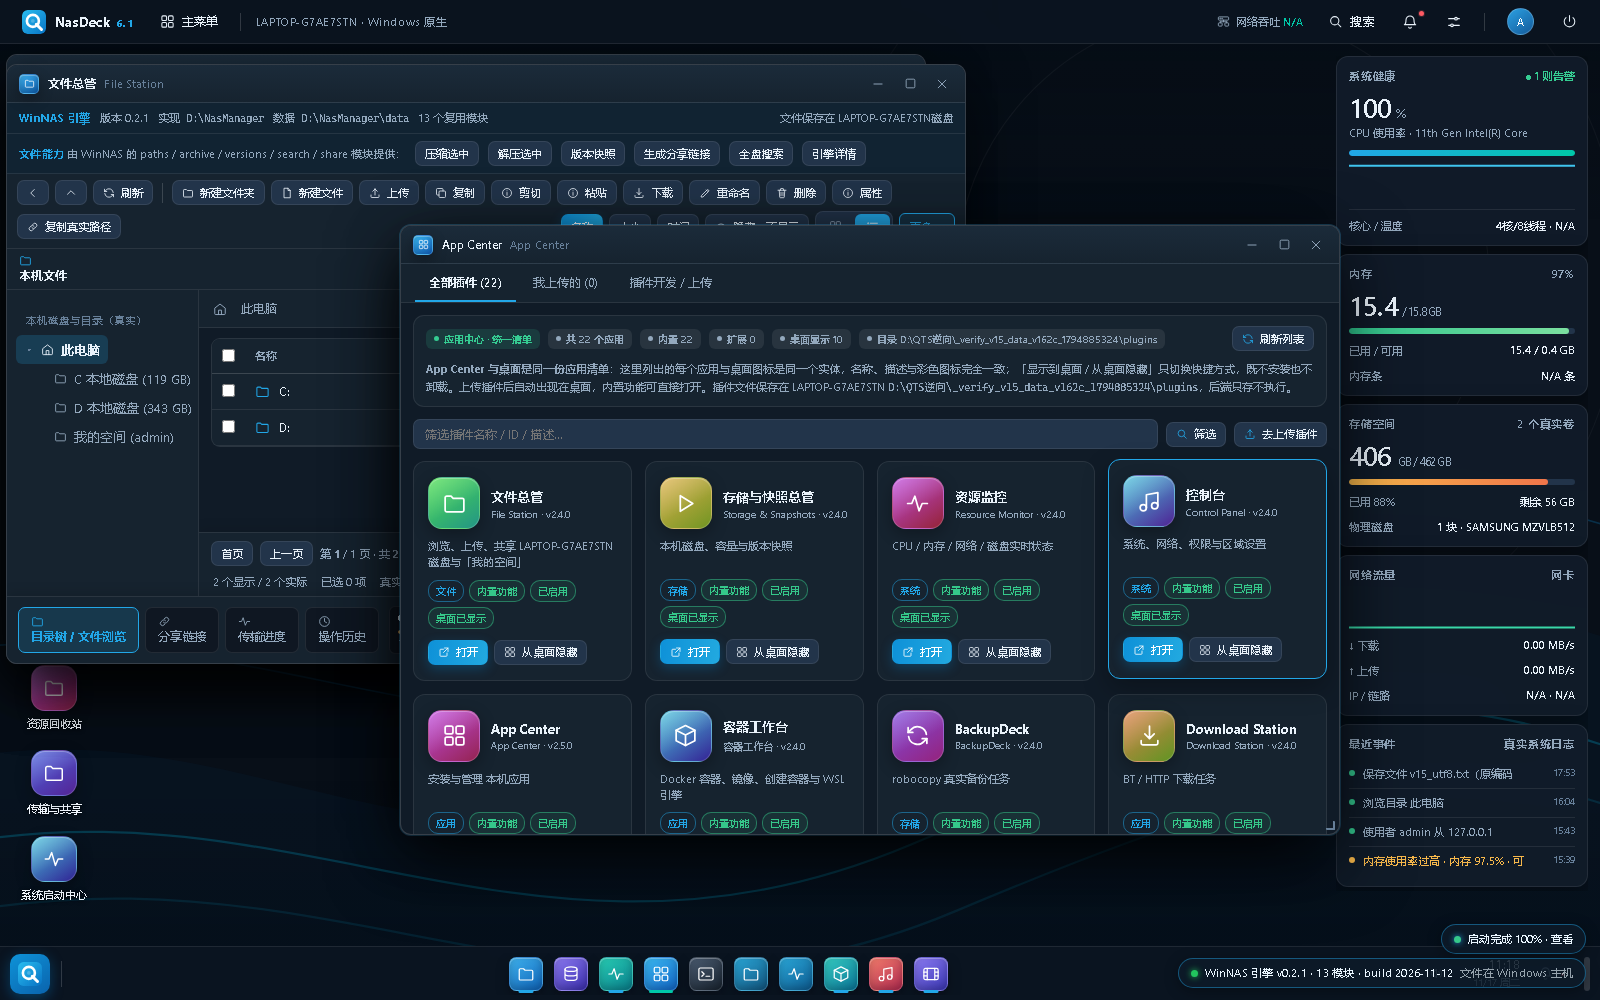 NasDeck 6.1 主菜单 LAPTOP-G7AE7STN · Windows 原生 网络吞吐 N/A 搜索 A
文件总管 File Station
WinNAS 引擎 版本 0.2.1 实现 D:\NasManager 数据 D:\NasManager\data 13 个复用模块 文件保存在 LAPTOP-G7AE7STN磁盘
文件能力 由 WinNAS 的 paths / archive / versions / search / share 模块提供: 压缩选中 解压选中 版本快照 生成分享链接 全盘搜索 引擎详情
刷新 新建文件夹 新建文件 上传 复制 剪切 粘贴 下载 重命名 删除 属性
复制真实路径
本机文件
本机磁盘与目录（真实）
此电脑
C 本地磁盘 (119 GB)
D 本地磁盘 (343 GB)
我的空间 (admin)
此电脑
名称
C:
D:
首页 上一页 第 1 / 1 页 · 共 2
2 个显示 / 2 个实际 已选 0 项 真实
目录树 / 文件浏览 分享链接 传输进度 操作历史
App Center App Center
全部插件 (22) 我上传的 (0) 插件开发 / 上传
应用中心 · 统一清单 共 22 个应用 内置 22 扩展 0 桌面显示 10 目录 D:\QTS逆向\_verify_v15_data_v162c_1794885324\plugins 刷新列表
App Center 与桌面是同一份应用清单：这里列出的每个应用与桌面图标是同一个实体，名称、描述与彩色图标完全一致；「显示到桌面 / 从桌面隐藏」只切换快捷方式，既不安装也不
卸载。上传插件后自动出现在桌面，内置功能可直接打开。插件文件保存在 LAPTOP-G7AE7STN D:\QTS逆向\_verify_v15_data_v162c_1794885324\plugins，后端只存不执行。
筛选插件名称 / ID / 描述... 筛选 去上传插件
文件总管
File Station · v2.4.0
浏览、上传、共享 LAPTOP-G7AE7STN
磁盘与「我的空间」
文件 内置功能 已启用
桌面已显示
打开 从桌面隐藏
存储与快照总管
Storage & Snapshots · v2.4.0
本机磁盘、容量与版本快照
存储 内置功能 已启用
桌面已显示
打开 从桌面隐藏
资源监控
Resource Monitor · v2.4.0
CPU / 内存 / 网络 / 磁盘实时状态
系统 内置功能 已启用
桌面已显示
打开 从桌面隐藏
控制台
Control Panel · v2.4.0
系统、网络、权限与区域设置
系统 内置功能 已启用
桌面已显示
打开 从桌面隐藏
App Center
App Center · v2.5.0
安装与管理 本机应用
应用 内置功能 已启用
容器工作台
容器工作台 · v2.4.0
Docker 容器、镜像、创建容器与 WSL
引擎
应用 内置功能 已启用
BackupDeck
BackupDeck · v2.4.0
robocopy 真实备份任务
存储 内置功能 已启用
Download Station
Download Station · v2.4.0
BT / HTTP 下载任务
应用 内置功能 已启用
系统健康 1 则告警
100 %
CPU 使用率 · 11th Gen Intel(R) Core
核心 / 温度 4核/8线程 · N/A
内存 97%
15.4 / 15.8GB
已用 / 可用 15.4 / 0.4 GB
内存条 N/A 条
存储空间 2 个真实卷
406 GB / 462GB
已用 88% 剩余 56 GB
物理磁盘 1 块 · SAMSUNG MZVLB512
网络流量 网卡
↓ 下载 0.00 MB/s
↑ 上传 0.00 MB/s
IP / 链路 N/A · N/A
最近事件 真实系统日志
保存文件 v15_utf8.txt（原编码 17:53
浏览目录 此电脑 16:04
使用者 admin 从 127.0.0.1 15:43
内存使用率过高 · 内存 97.5% · 可 15:39
资源回收站
传输与共享
系统启动中心
启动完成 100% · 查看
WinNAS 引擎 v0.2.1 · 13 模块 · build 2026-11-12 文件在 Windows 主机